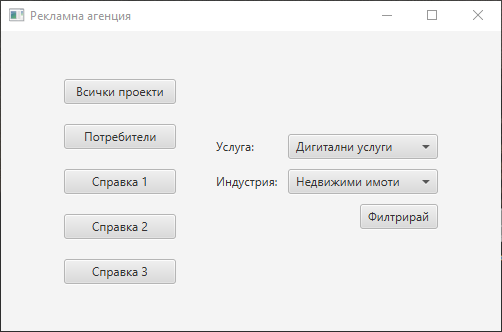 Рекламна агенция
Всички проекти
Потребители
Справка 1
Справка 2
Справка 3
Услуга:
Дигитални услуги
Индустрия:
Недвижими имоти
Филтрирай